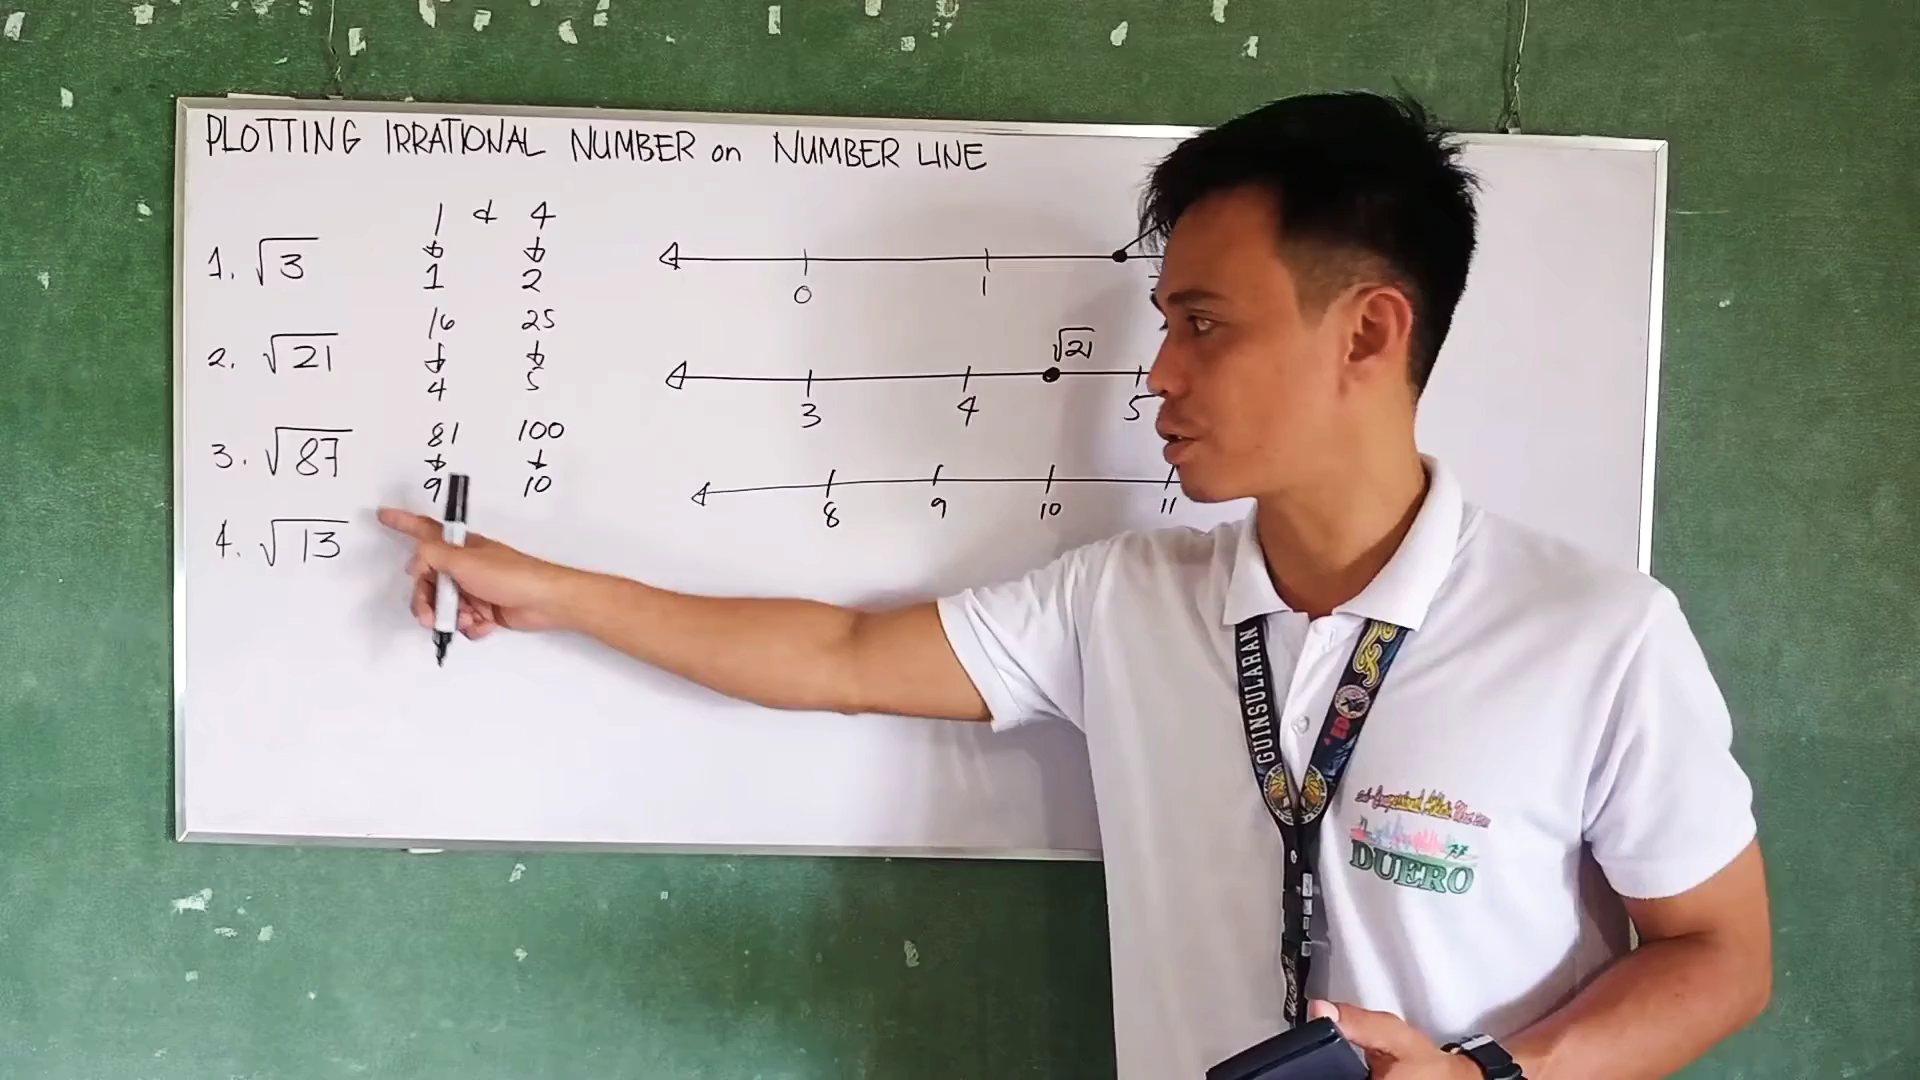 PLOTTING IRRATIONAL NUMBER on NUMBER LINE
1 & 4
1. √3
1 2
0 1
16 25
2. √21
4 5
√21
3 4 5
81 100
3. √87
9 10
8 9 10 11
4. √13
GUINSULARAN
DUERO